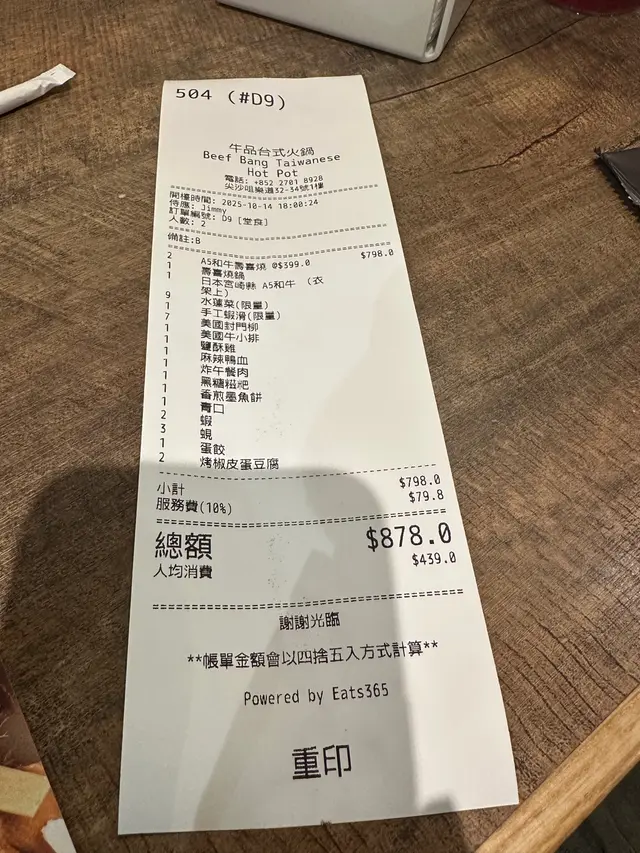 504 (#D9)
牛品台式火鍋
Beef Bang Taiwanese
Hot Pot
電話: +852 2701 8928
尖沙咀樂道32-34號1樓
開檯時間: 2025-10-14 18:00:24
侍應: Jimmy
訂單編號: D9 [堂食]
人數: 2
備註:B
2 A5和牛壽喜燒 @$399.0 $798.0
1 壽喜燒鍋
1 日本宮崎縣 A5和牛 (衣
架上)
9 水蓮菜(限量)
1 手工蝦滑(限量)
7 美國封門柳
1 美國牛小排
1 鹽酥雞
1 麻辣鴨血
1 炸午餐肉
1 黑糖糍粑
1 香煎墨魚餅
1 青口
2 蝦
3 蜆
1 蛋餃
2 烤椒皮蛋豆腐
小計 $798.0
服務費(10%) $79.8
總額 $878.0
人均消費 $439.0
謝謝光臨
**帳單金額會以四捨五入方式計算**
Powered by Eats365
重印